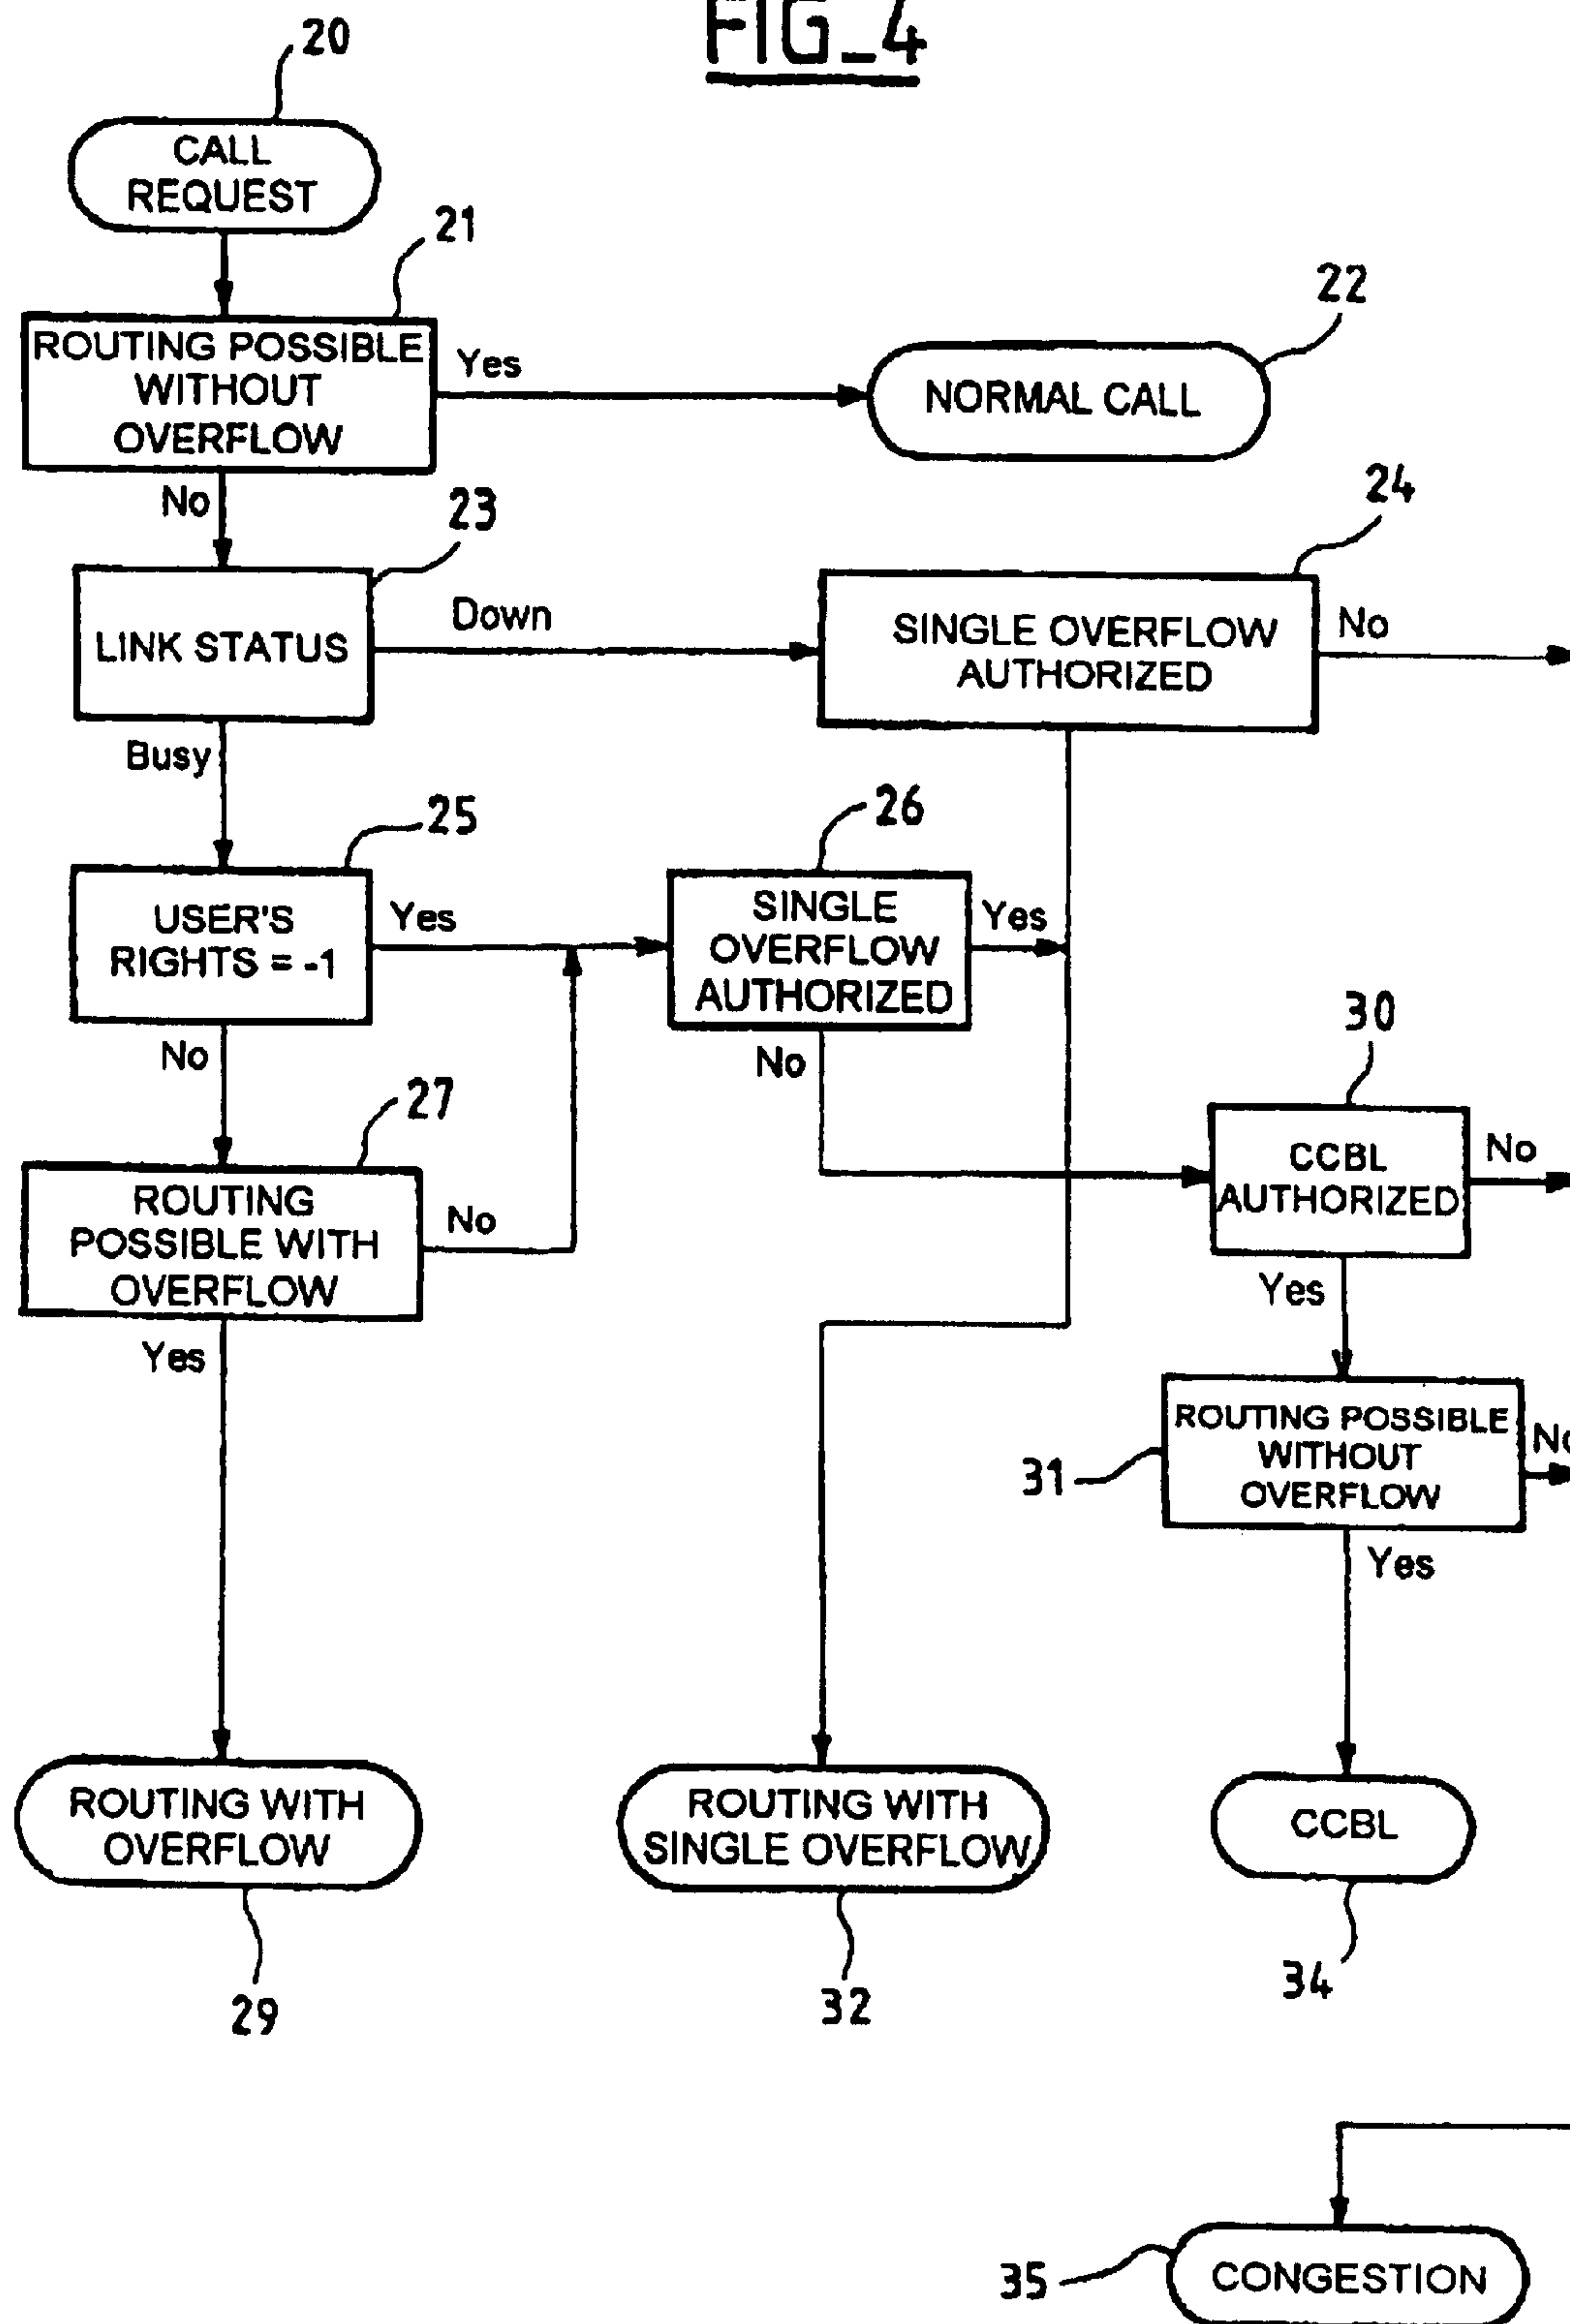 FIG_4
20
CALL
REQUEST
21
ROUTING POSSIBLE
WITHOUT
OVERFLOW
Yes
22
NORMAL CALL
No
23
LINK STATUS
Down
24
SINGLE OVERFLOW
AUTHORIZED
No
Busy
25
USER'S
RIGHTS = -1
Yes
26
SINGLE
OVERFLOW
AUTHORIZED
Yes
No
No
27
ROUTING
POSSIBLE WITH
OVERFLOW
No
Yes
30
CCBL
AUTHORIZED
No
Yes
31
ROUTING POSSIBLE
WITHOUT
OVERFLOW
No
Yes
ROUTING WITH
OVERFLOW
29
ROUTING WITH
SINGLE OVERFLOW
32
CCBL
34
35
CONGESTION